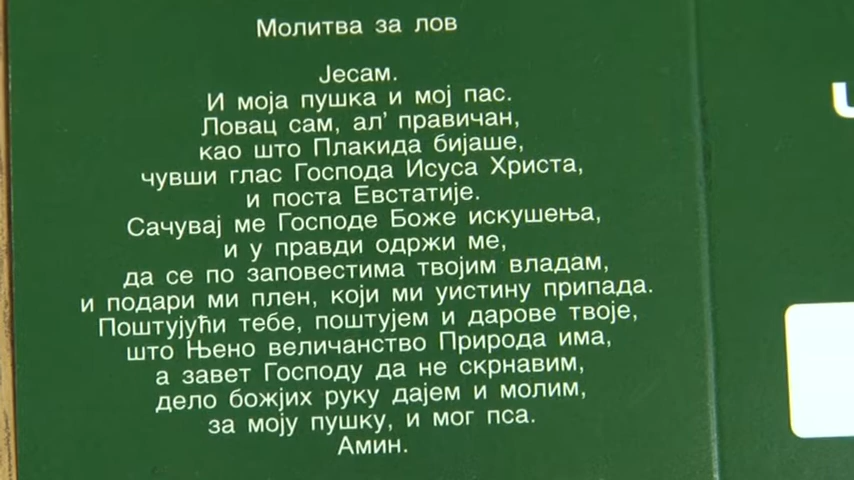 Молитва за лов
Јесам.
И моја пушка и мој пас.
Ловац сам, ал' правичан,
као што Плакида бијаше,
чувши глас Господа Исуса Христа,
и поста Евстатије.
Сачувај ме Господе Боже искушења,
и у правди одржи ме,
да се по заповестима твојим владам,
и подари ми плен, који ми уистину припада.
Поштујући тебе, поштујем и дарове твоје,
што Њено величанство Природа има,
а завет Господу да не скрнавим,
дело божјих руку дајем и молим,
за моју пушку, и мог пса.
Амин.